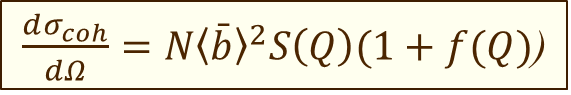 dσ_coh/dΩ = N⟨b̄⟩²S(Q)(1 + f(Q))